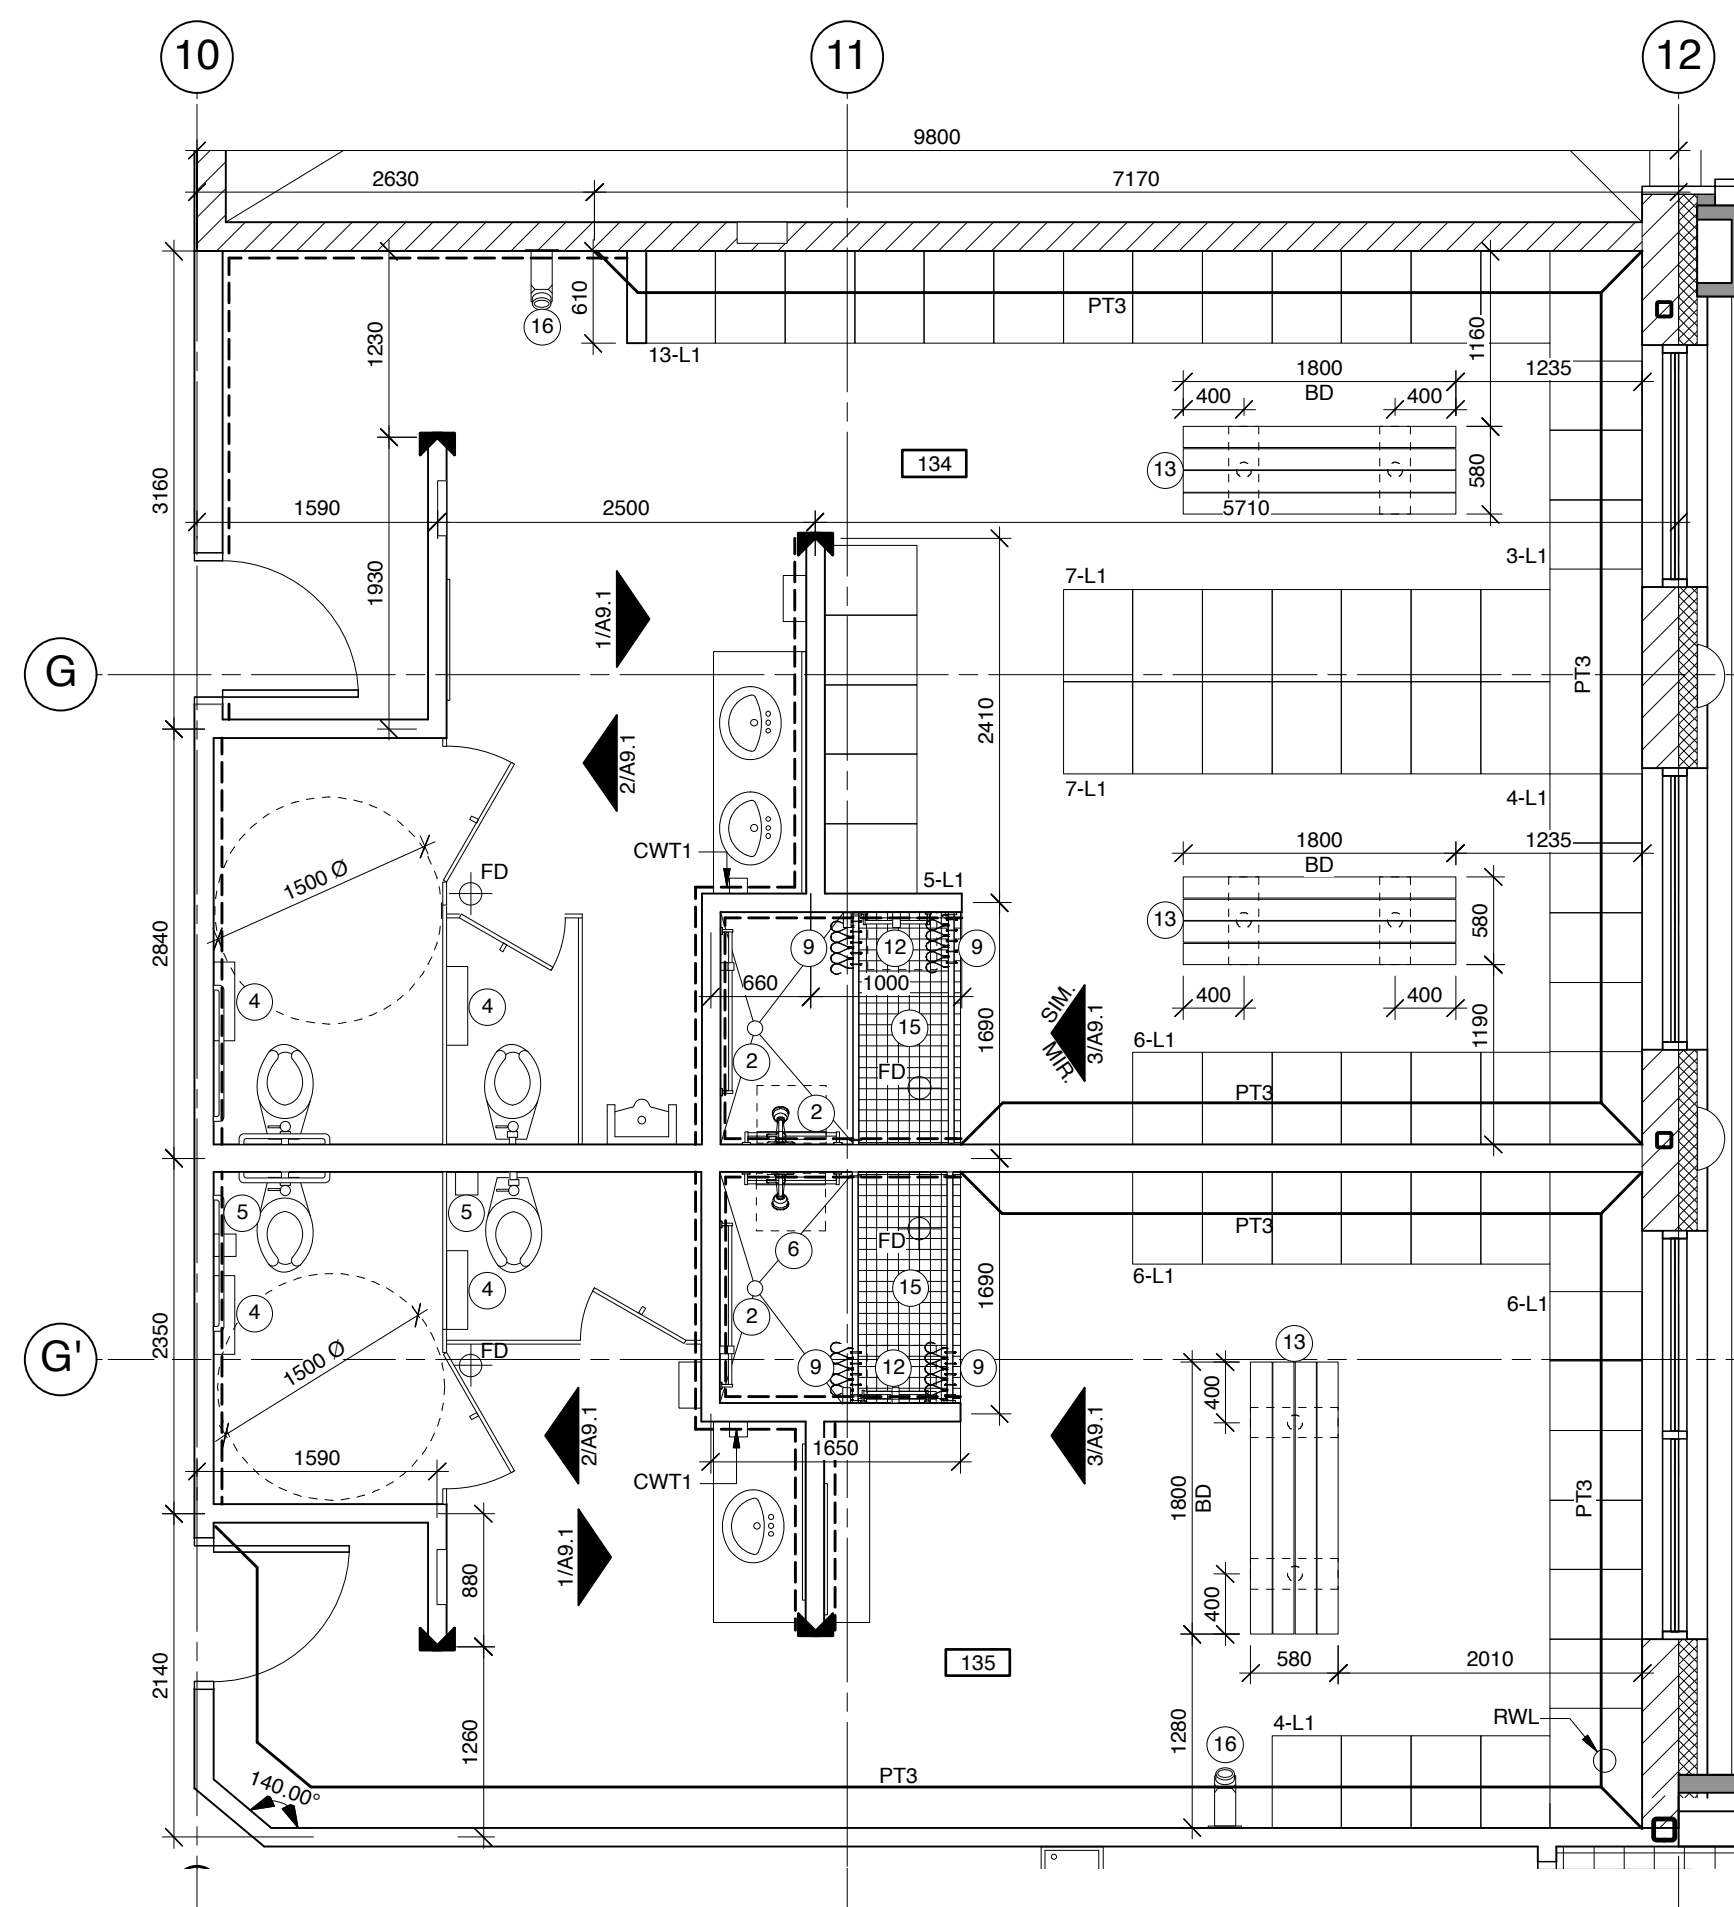 10
11
12
9800
2630
7170
610
PT3
16
13-L1
1230
1160
1800
1235
BD
400
400
134
13
580
3160
1590
2500
5710
3-L1
7-L1
1930
1/A9.1
G
PT3
2410
2/A9.1
7-L1
4-L1
1800
1235
BD
CWT1
FD
1500 Ø
5-L1
13
580
2840
9
12
9
660
1000
4
4
15
400
400
SIM.
3/A9.1
MIR.
1690
1190
6-L1
2
FD
2
PT3
5
5
PT3
FD
6
15
1690
6-L1
6-L1
4
4
2
2350
13
G'
FD
1500 Ø
9
12
9
400
2/A9.1
3/A9.1
1650
1590
CWT1
1800
BD
PT3
1/A9.1
880
400
135
580
2010
2140
1260
1280
4-L1
RWL
16
PT3
140.00°